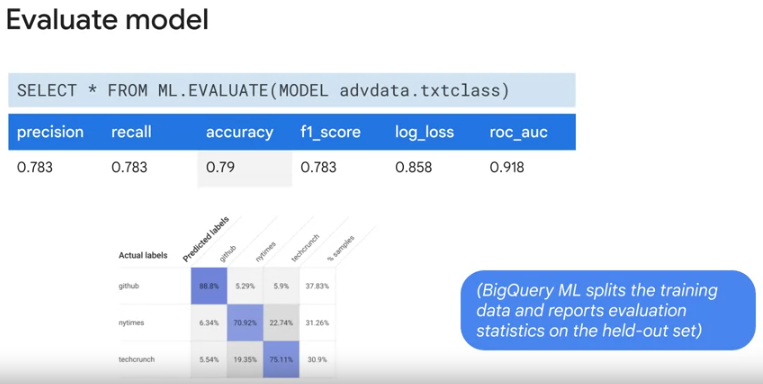 Evaluate model
SELECT * FROM ML.EVALUATE(MODEL advdata.txtclass)
precision recall accuracy f1_score log_loss roc_auc
0.783 0.783 0.79 0.783 0.858 0.918
Actual labels Predicted labels github nytimes techcrunch % samples
github 88.8% 5.29% 5.9% 37.83%
nytimes 6.34% 70.92% 22.74% 31.26%
techcrunch 5.54% 19.35% 75.11% 30.9%
(BigQuery ML splits the training
data and reports evaluation
statistics on the held-out set)